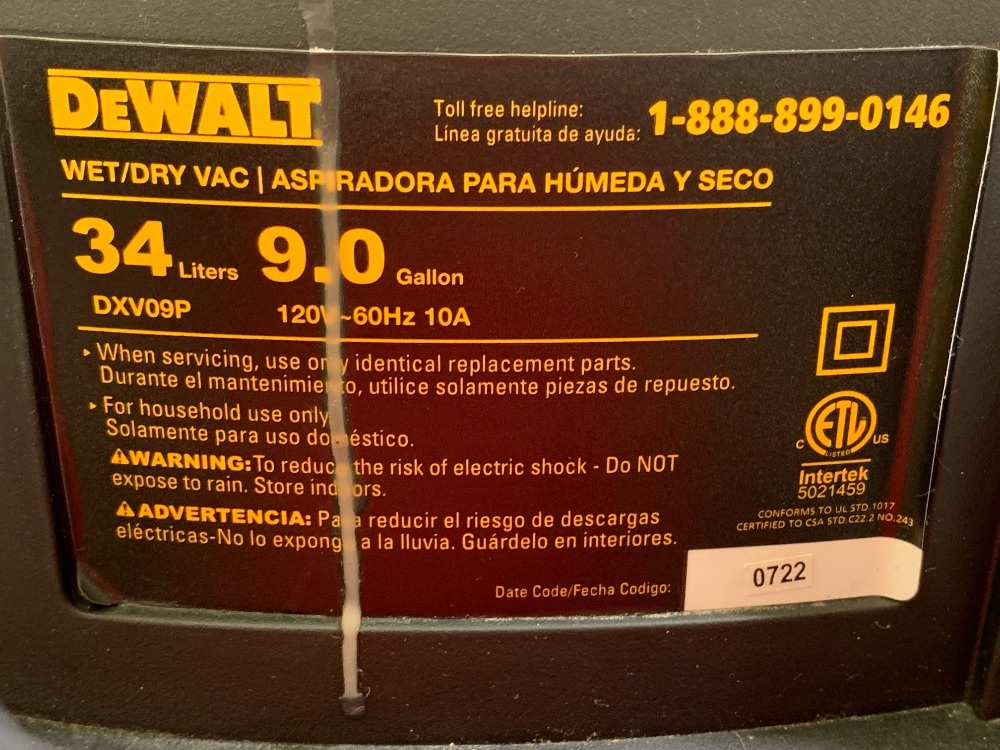 DEWALT
Toll free helpline:
Línea gratuita de ayuda:
1-888-899-0146
WET/DRY VAC | ASPIRADORA PARA HÚMEDA Y SECO
34 Liters 9.0 Gallon
DXV09P 120V~60Hz 10A
▸ When servicing, use only identical replacement parts.
Durante el mantenimiento, utilice solamente piezas de repuesto.
▸ For household use only
Solamente para uso doméstico.
⚠WARNING: To reduce the risk of electric shock - Do NOT
expose to rain. Store indoors.
⚠ADVERTENCIA: Para reducir el riesgo de descargas
eléctricas-No lo exponga a la lluvia. Guárdelo en interiores.
ETL
C US
LISTED
Intertek
5021459
CONFORMS TO UL STD.1017
CERTIFIED TO CSA STD.C22.2 NO.243
Date Code/Fecha Codigo:
0722